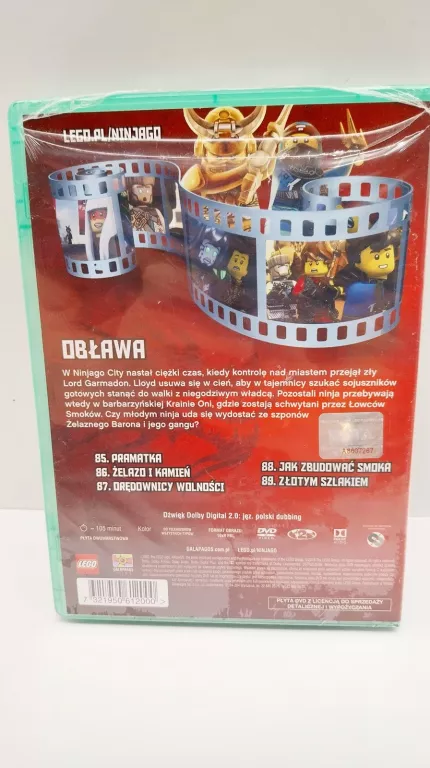 LEGO.PL/NINJAGO
OBŁAWA
W Ninjago City nastał ciężki czas, kiedy kontrolę nad miastem przejął zły
Lord Garmadon. Lloyd usuwa się w cień, aby w tajemnicy szukać sojuszników
gotowych stanąć do walki z niegodziwym władcą. Pozostali ninja przebywają
wtedy w barbarzyńskiej Krainie Oni, gdzie zostają schwytani przez Łowców
Smoków. Czy młodym ninja uda się wydostać ze szponów
Żelaznego Barona i jego gangu?
85. PRAMATKA
86. ŻELAZO I KAMIEŃ
87. ORĘDOWNICY WOLNOŚCI
88. JAK ZBUDOWAĆ SMOKA
89. ZŁOTYM SZLAKIEM
Dźwięk Dolby Digital 2.0: jęz. polski dubbing
Kolor
FORMAT OBRAZU:
DVD
VIDEO
GALAPAGOS.com.pl
LEGO.pl/NINJAGO
LEGO
PŁYTA DVD Z LICENCJĄ DO SPRZEDAŻY
DETALICZNEJ I WYPOŻYCZANIA